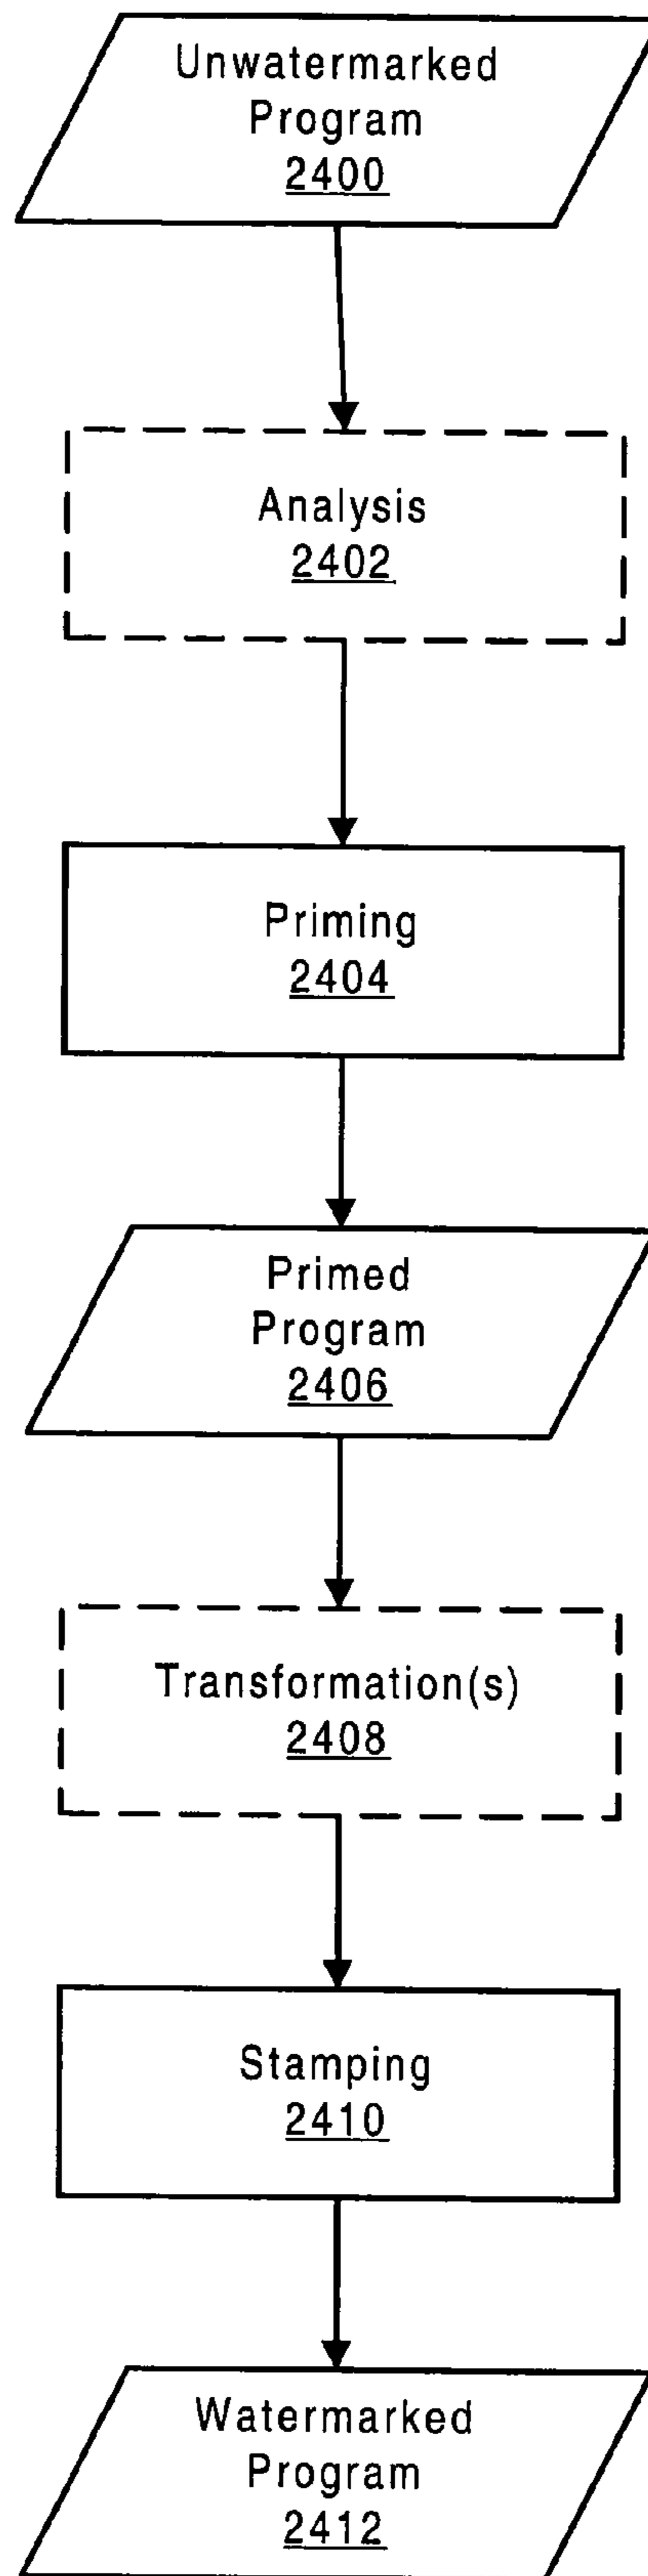 Unwatermarked
Program
2400
Analysis
2402
Priming
2404
Primed
Program
2406
Transformation(s)
2408
Stamping
2410
Watermarked
Program
2412